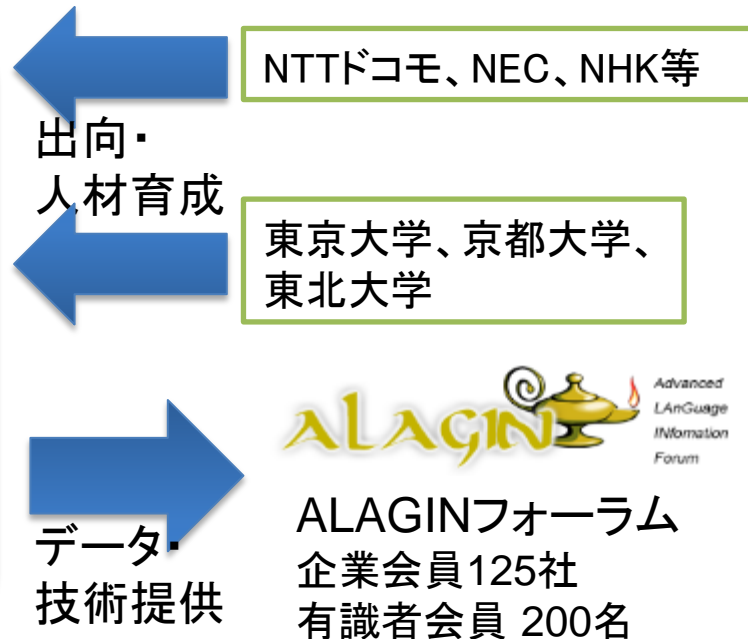 NTTドコモ、NEC、NHK等
出向・
人材育成
東京大学、京都大学、
東北大学
ALAGIN
Advanced
LAnGuage
INfomation
Forum
ALAGINフォーラム
企業会員125社
有識者会員 200名
データ・
技術提供